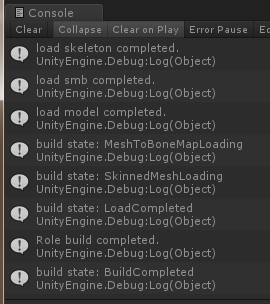 Console
Clear Collapse Clear on Play Error Pause
load skeleton completed.
UnityEngine.Debug:Log(Object)
load smb completed.
UnityEngine.Debug:Log(Object)
load model completed.
UnityEngine.Debug:Log(Object)
build state: MeshToBoneMapLoading
UnityEngine.Debug:Log(Object)
build state: SkinnedMeshLoading
UnityEngine.Debug:Log(Object)
build state: LoadCompleted
UnityEngine.Debug:Log(Object)
Role build completed.
UnityEngine.Debug:Log(Object)
build state: BuildCompleted
UnityEngine.Debug:Log(Object)